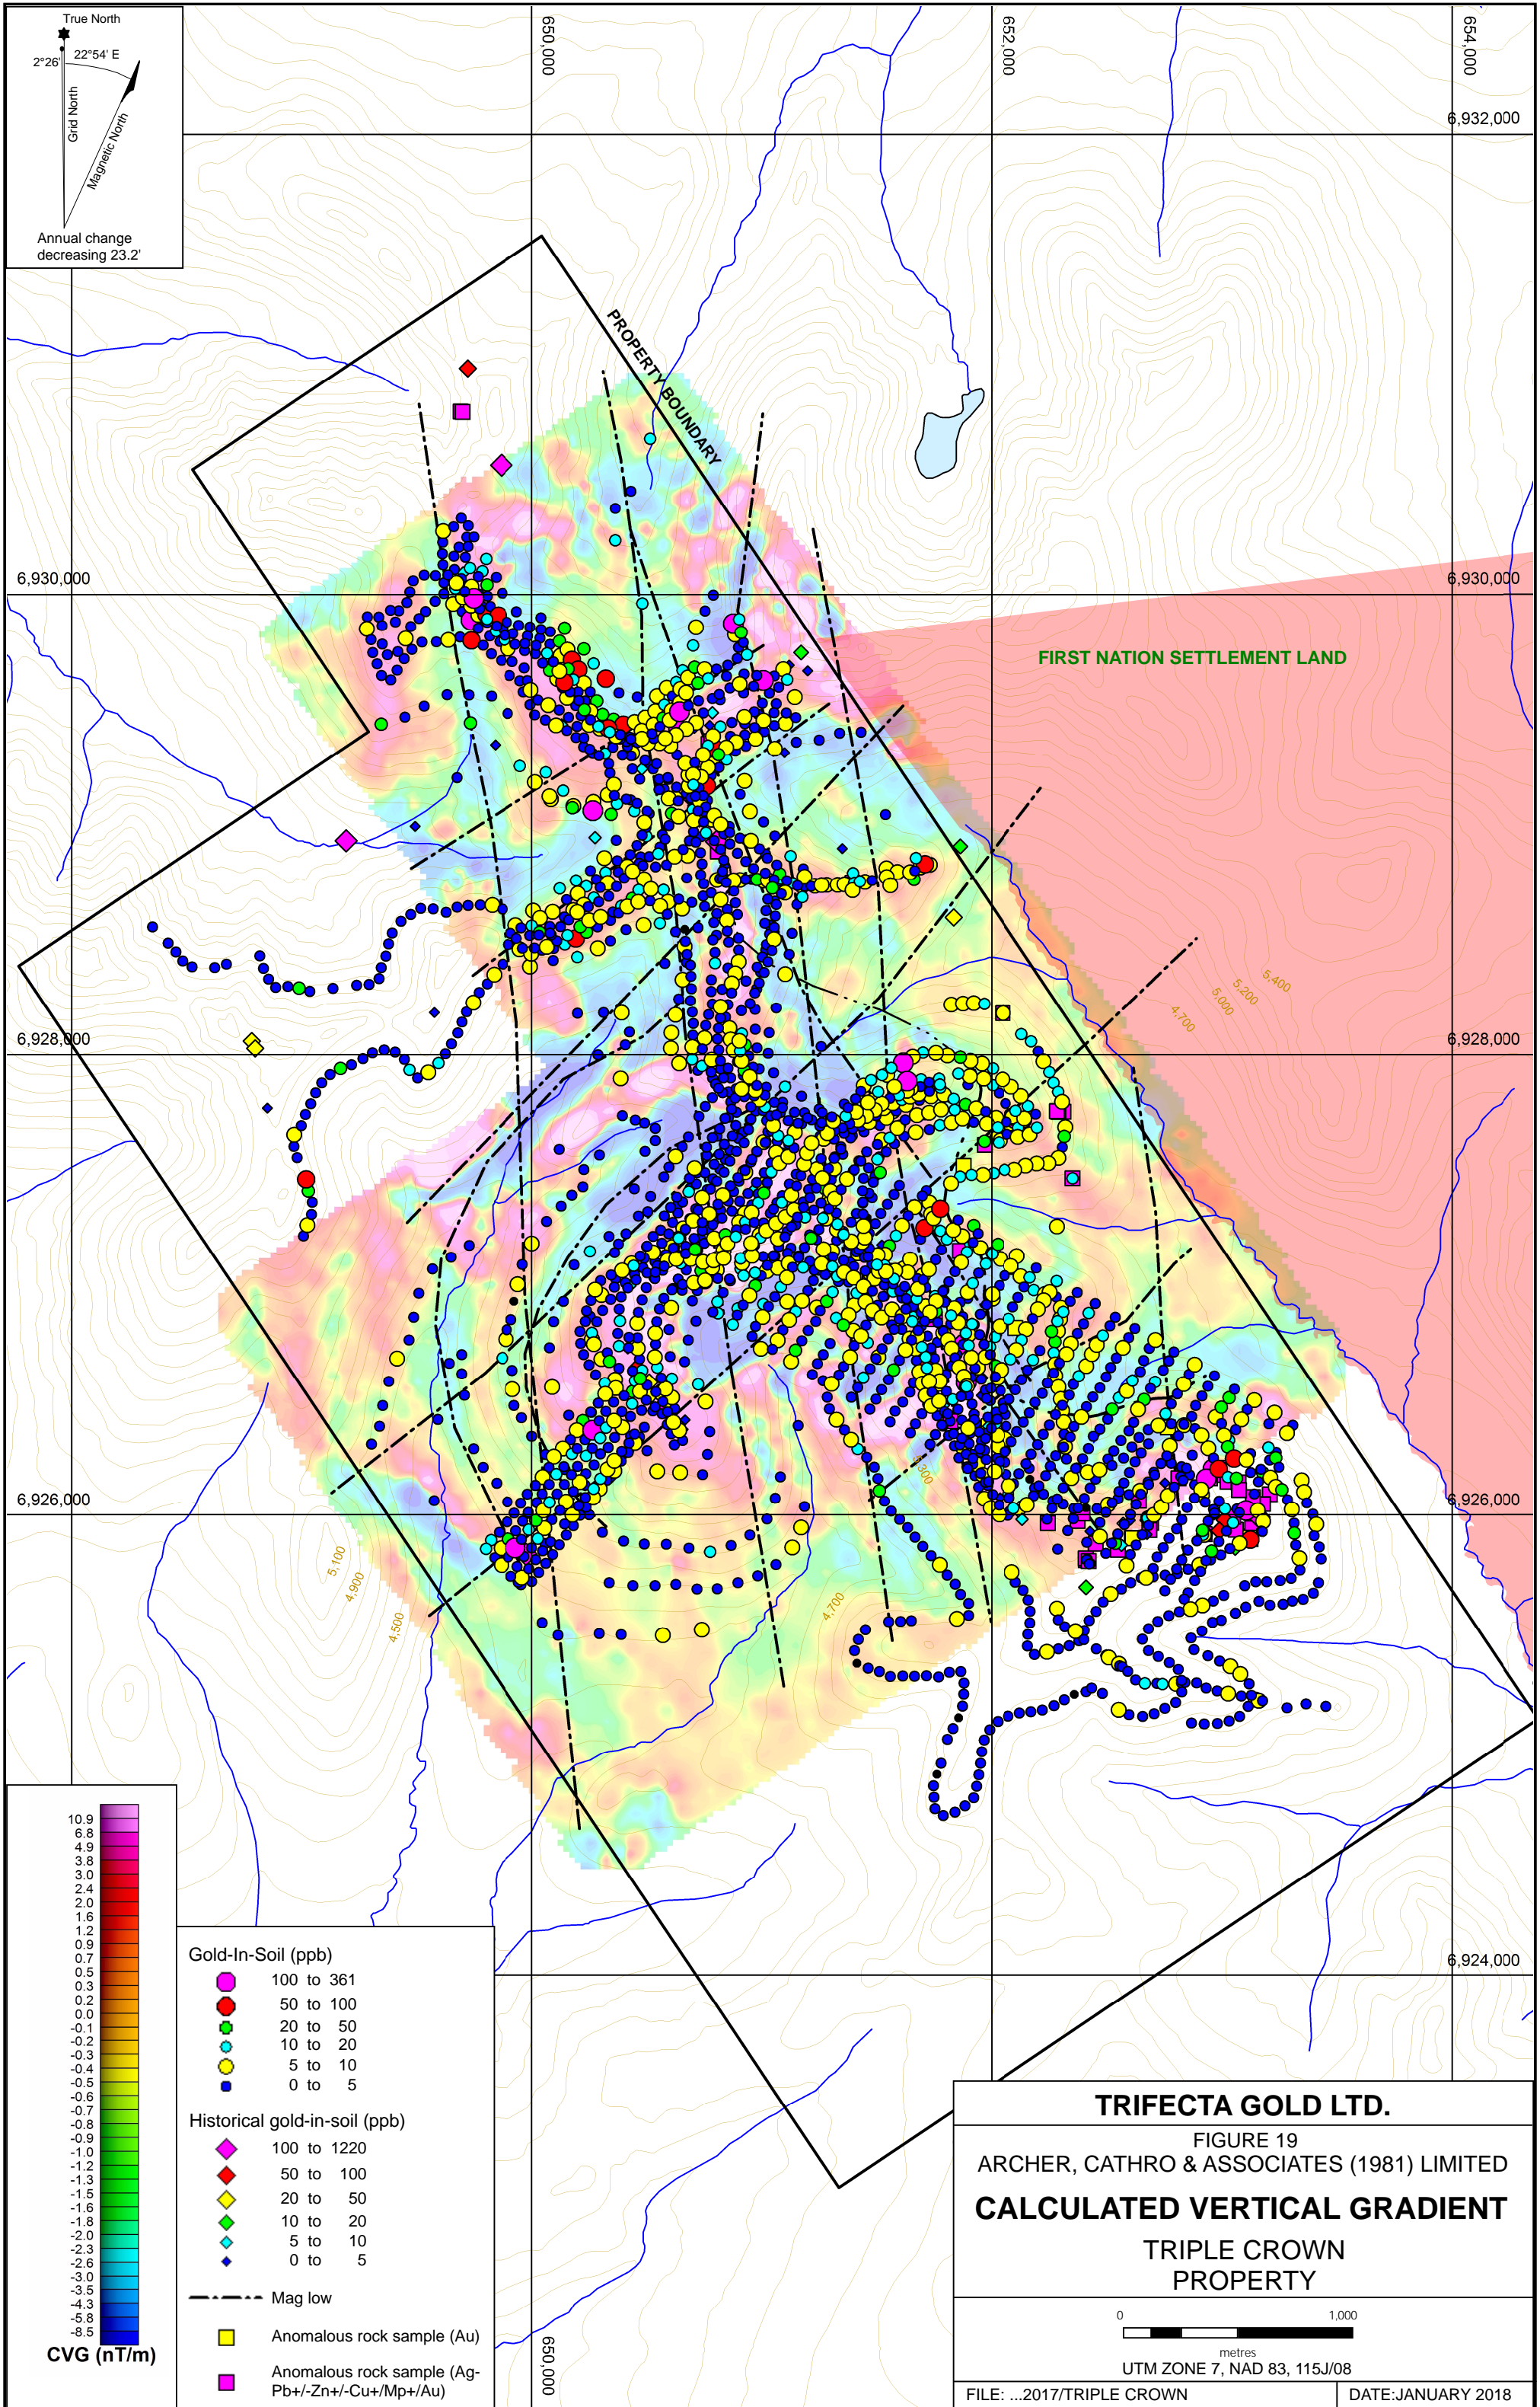 True North
2°26'
22°54' E
Grid North
Magnetic North
Annual change
decreasing 23.2'
650,000
652,000
654,000
6,932,000
PROPERTY BOUNDARY
6,930,000
6,930,000
FIRST NATION SETTLEMENT LAND
5,400
5,200
5,000
4,700
6,928,000
6,928,000
6,926,000
6,926,000
5,100
4,900
4,500
4,700
6,924,000
10.9
6.8
4.9
3.8
3.0
2.4
2.0
1.6
1.2
0.9
0.7
0.5
0.3
0.2
0.0
-0.1
-0.2
-0.3
-0.4
-0.5
-0.6
-0.7
-0.8
-0.9
-1.0
-1.2
-1.3
-1.5
-1.6
-1.8
-2.0
-2.3
-2.6
-3.0
-3.5
-4.3
-5.8
-8.5
CVG (nT/m)
Gold-In-Soil (ppb)
100 to 361
50 to 100
20 to 50
10 to 20
5 to 10
0 to 5
Historical gold-in-soil (ppb)
100 to 1220
50 to 100
20 to 50
10 to 20
5 to 10
0 to 5
Mag low
Anomalous rock sample (Au)
Anomalous rock sample (Ag-
Pb+/-Zn+/-Cu+/Mp+/Au)
650,000
TRIFECTA GOLD LTD.
FIGURE 19
ARCHER, CATHRO & ASSOCIATES (1981) LIMITED
CALCULATED VERTICAL GRADIENT
TRIPLE CROWN
PROPERTY
0 1,000
metres
UTM ZONE 7, NAD 83, 115J/08
FILE: ...2017/TRIPLE CROWN
DATE:JANUARY 2018